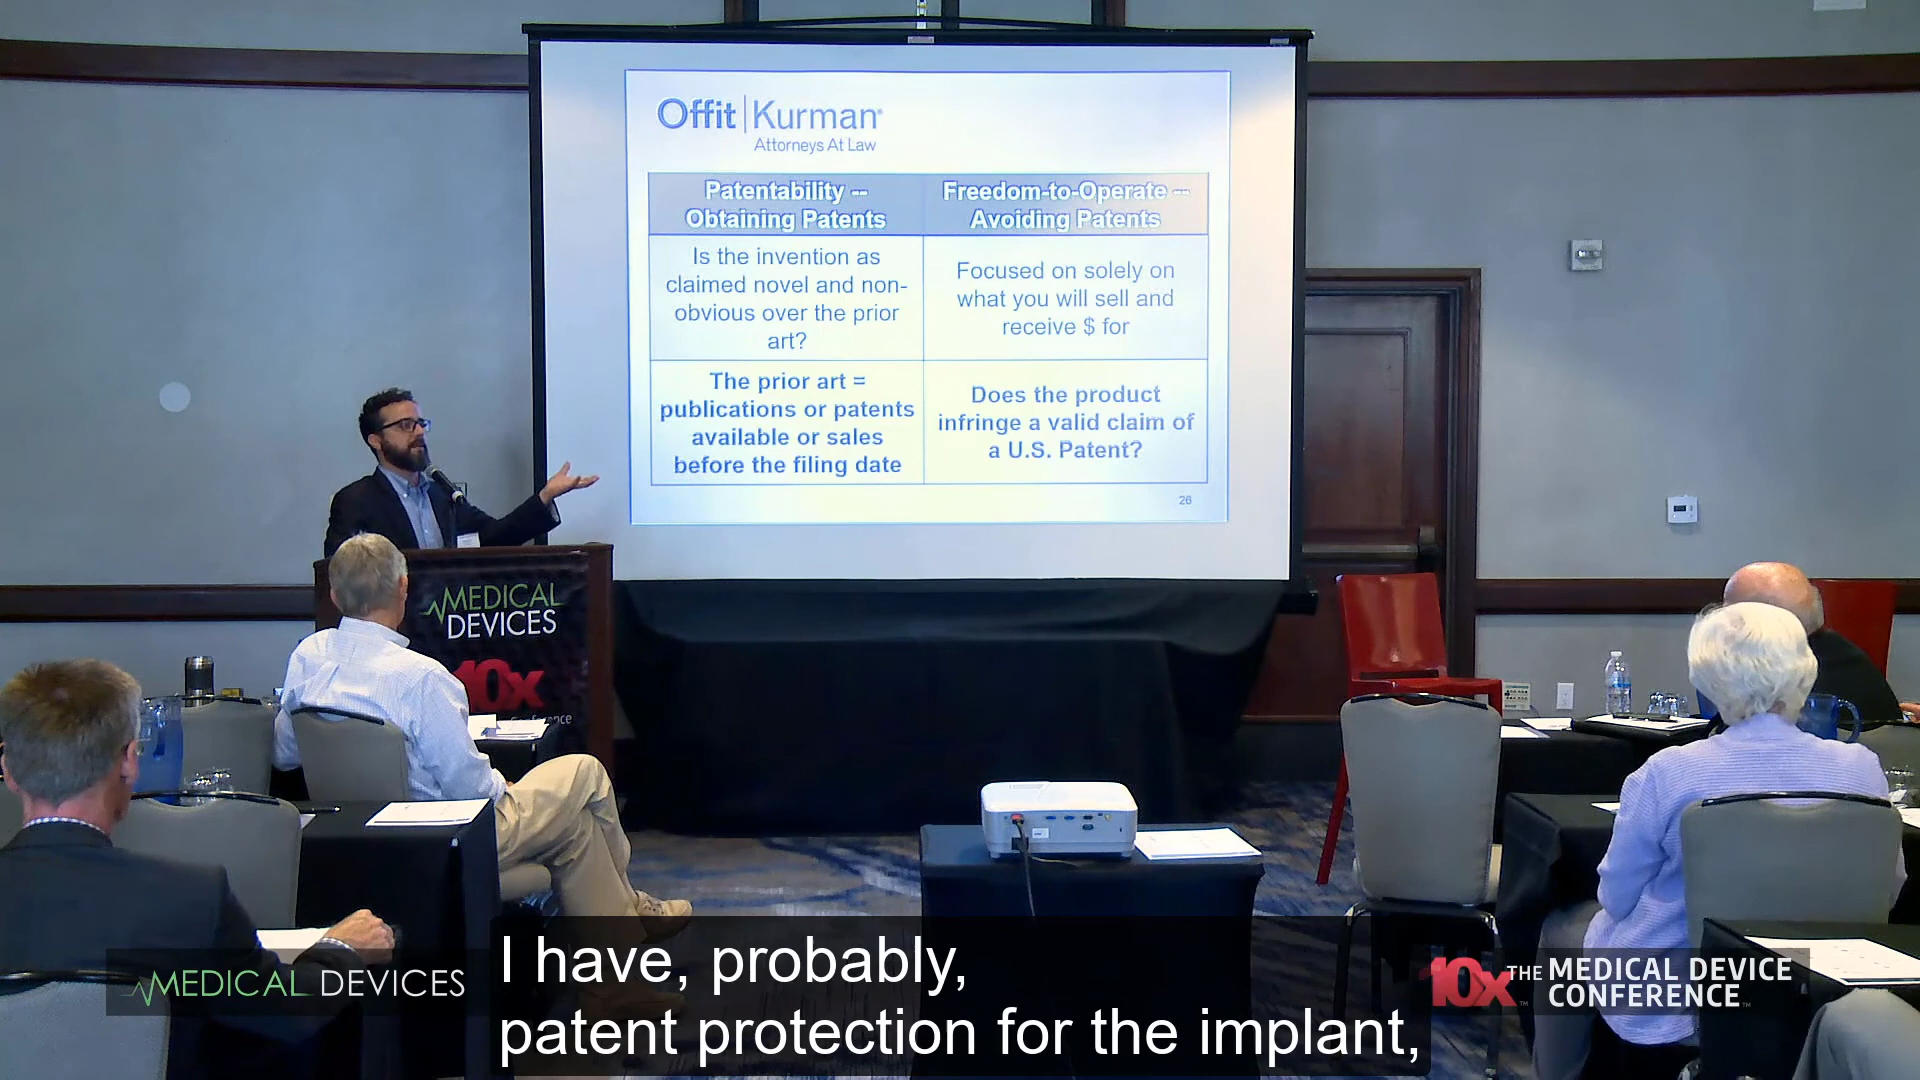 Offit | Kurman
Attorneys At Law
Patentability --
Obtaining Patents
Freedom-to-Operate --
Avoiding Patents
Is the invention as
claimed novel and non-
obvious over the prior
art?
Focused on solely on
what you will sell and
receive $ for
The prior art =
publications or patents
available or sales
before the filing date
Does the product
infringe a valid claim of
a U.S. Patent?
26
MEDICAL
DEVICES
10x
Conference
I have, probably,
patent protection for the implant,
MEDICAL DEVICES
10x THE MEDICAL DEVICE
CONFERENCE